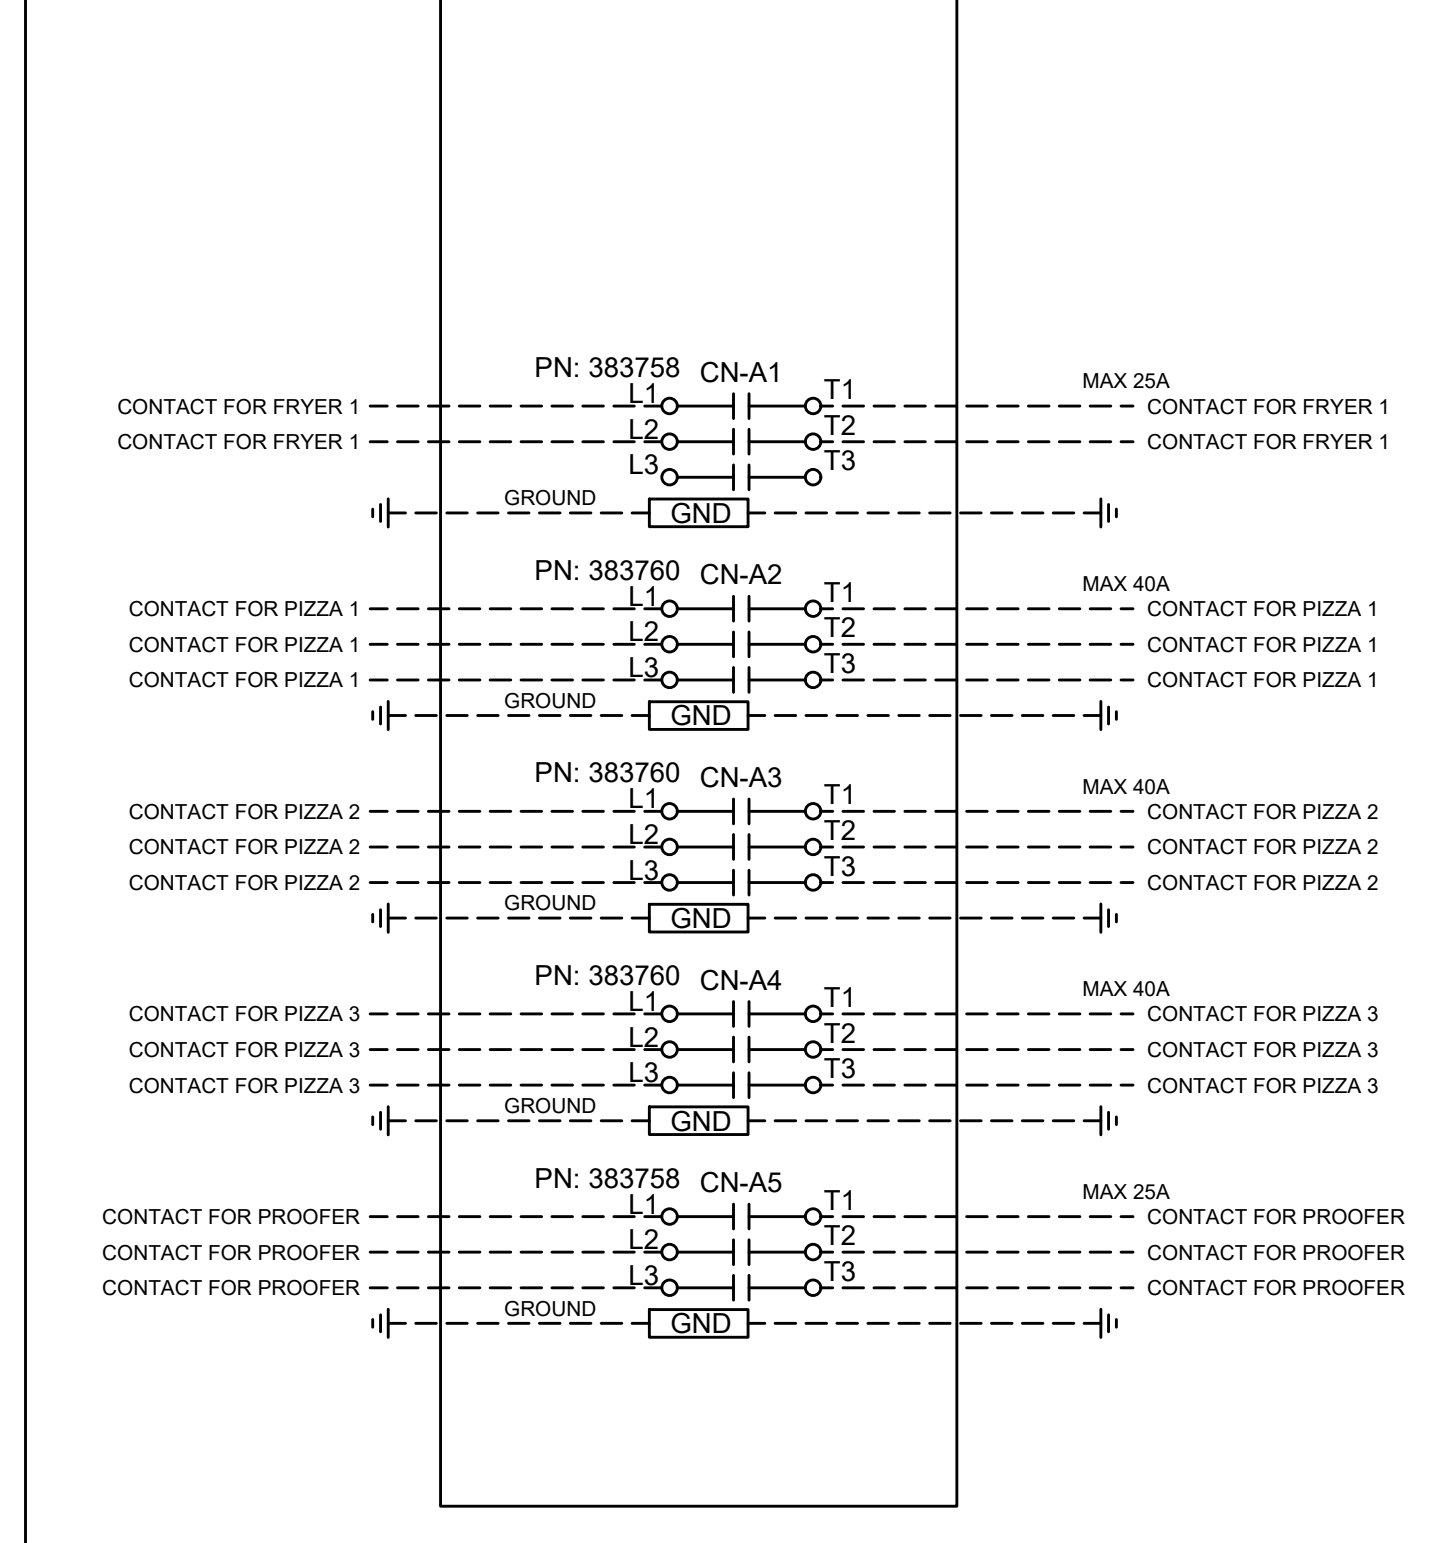 PN: 383758 CN-A1
MAX 25A
CONTACT FOR FRYER 1 L1 T1 CONTACT FOR FRYER 1
CONTACT FOR FRYER 1 L2 T2 CONTACT FOR FRYER 1
L3 T3
GROUND GND
PN: 383760 CN-A2
MAX 40A
CONTACT FOR PIZZA 1 L1 T1 CONTACT FOR PIZZA 1
CONTACT FOR PIZZA 1 L2 T2 CONTACT FOR PIZZA 1
CONTACT FOR PIZZA 1 L3 T3 CONTACT FOR PIZZA 1
GROUND GND
PN: 383760 CN-A3
MAX 40A
CONTACT FOR PIZZA 2 L1 T1 CONTACT FOR PIZZA 2
CONTACT FOR PIZZA 2 L2 T2 CONTACT FOR PIZZA 2
CONTACT FOR PIZZA 2 L3 T3 CONTACT FOR PIZZA 2
GROUND GND
PN: 383760 CN-A4
MAX 40A
CONTACT FOR PIZZA 3 L1 T1 CONTACT FOR PIZZA 3
CONTACT FOR PIZZA 3 L2 T2 CONTACT FOR PIZZA 3
CONTACT FOR PIZZA 3 L3 T3 CONTACT FOR PIZZA 3
GROUND GND
PN: 383758 CN-A5
MAX 25A
CONTACT FOR PROOFER L1 T1 CONTACT FOR PROOFER
CONTACT FOR PROOFER L2 T2 CONTACT FOR PROOFER
CONTACT FOR PROOFER L3 T3 CONTACT FOR PROOFER
GROUND GND